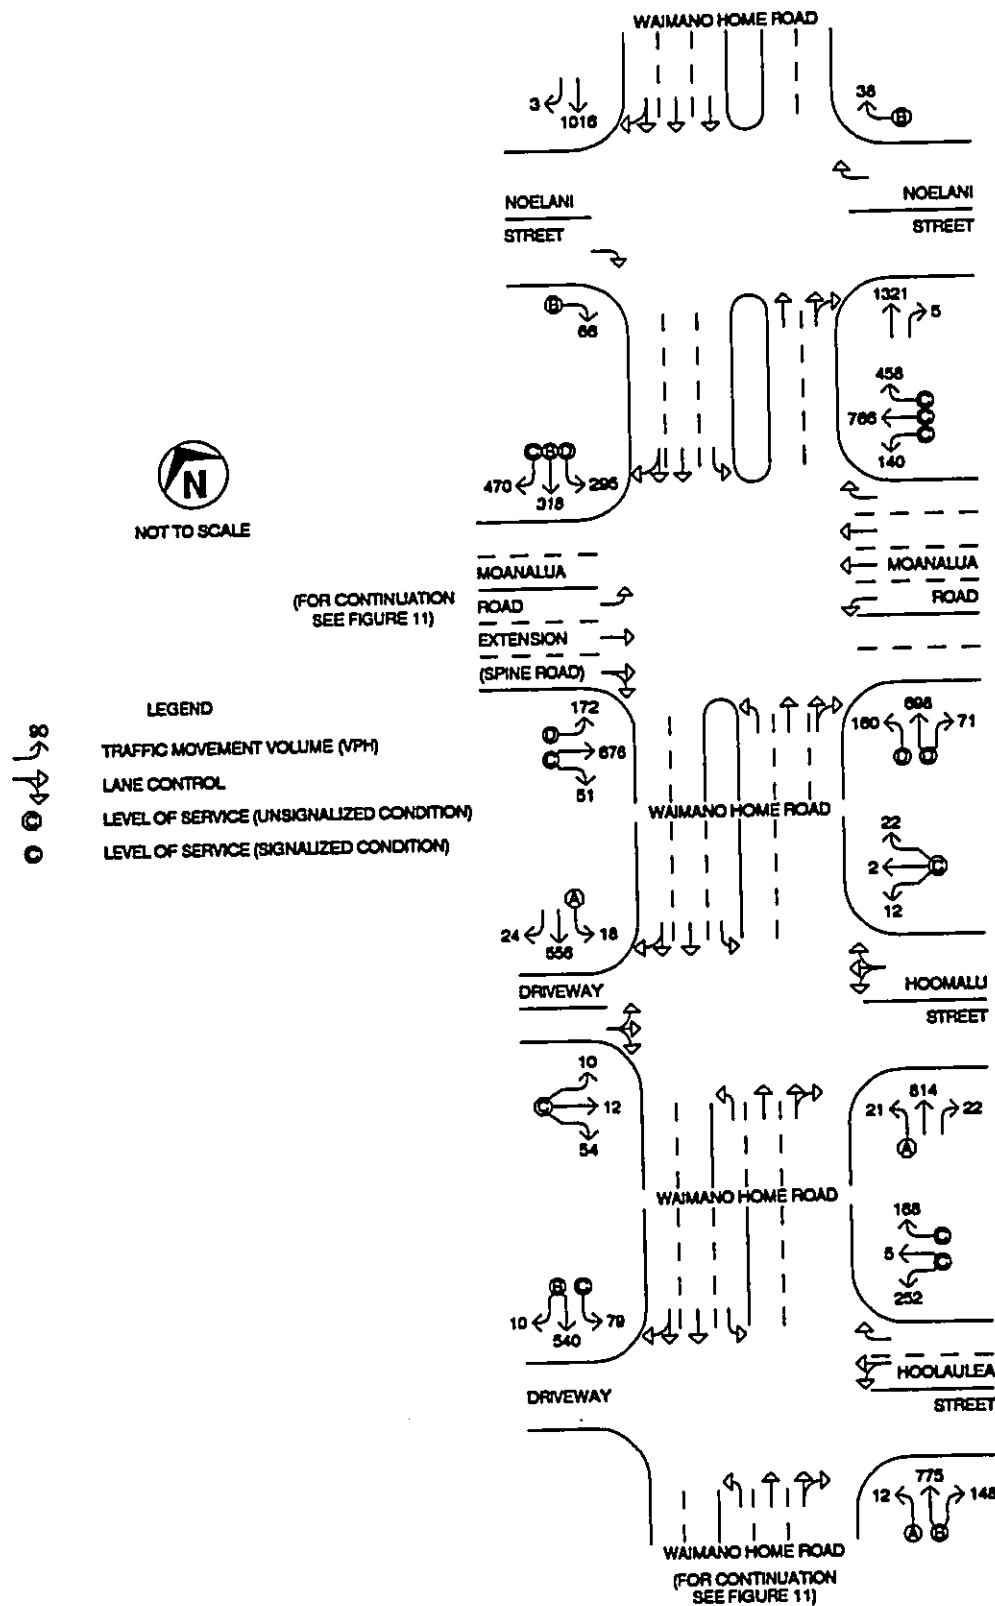 WAIMANO HOME ROAD
3
1016
38
B
NOELANI
STREET
NOELANI
STREET
B
66
1321
5
458
C
766
C
140
C
C B D
470
318
295
N
NOT TO SCALE
MOANALUA
ROAD
EXTENSION
(SPINE ROAD)
MOANALUA
ROAD
(FOR CONTINUATION
SEE FIGURE 11)
LEGEND
90
TRAFFIC MOVEMENT VOLUME (VPH)
LANE CONTROL
C
LEVEL OF SERVICE (UNSIGNALIZED CONDITION)
C
LEVEL OF SERVICE (SIGNALIZED CONDITION)
172
D
676
C
51
160
698
71
D D
WAIMANO HOME ROAD
22
2
C
12
A
24
556
18
DRIVEWAY
HOOMALU
STREET
10
C
12
54
21
814
22
A
WAIMANO HOME ROAD
188
C
5
C
252
B C
10
540
79
DRIVEWAY
HOOLAULEA
STREET
12
775
148
A B
WAIMANO HOME ROAD
(FOR CONTINUATION
SEE FIGURE 11)